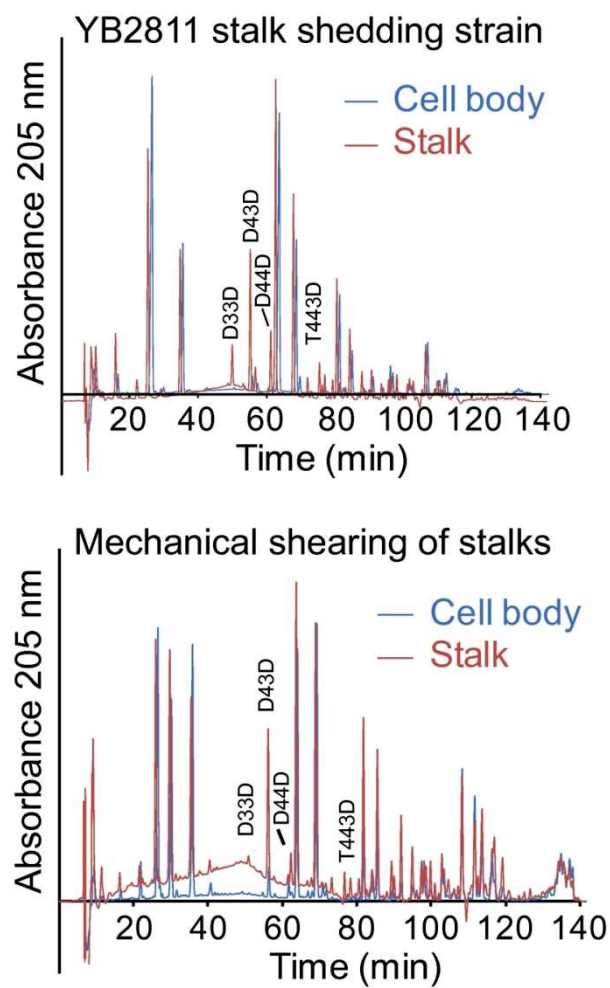 YB2811 stalk shedding strain
Absorbance 205 nm
Cell body
Stalk
D33D
D43D
D44D
T443D
20 40 60 80 100 120 140
Time (min)
Mechanical shearing of stalks
Absorbance 205 nm
Cell body
Stalk
D33D
D43D
D44D
T443D
20 40 60 80 100 120 140
Time (min)